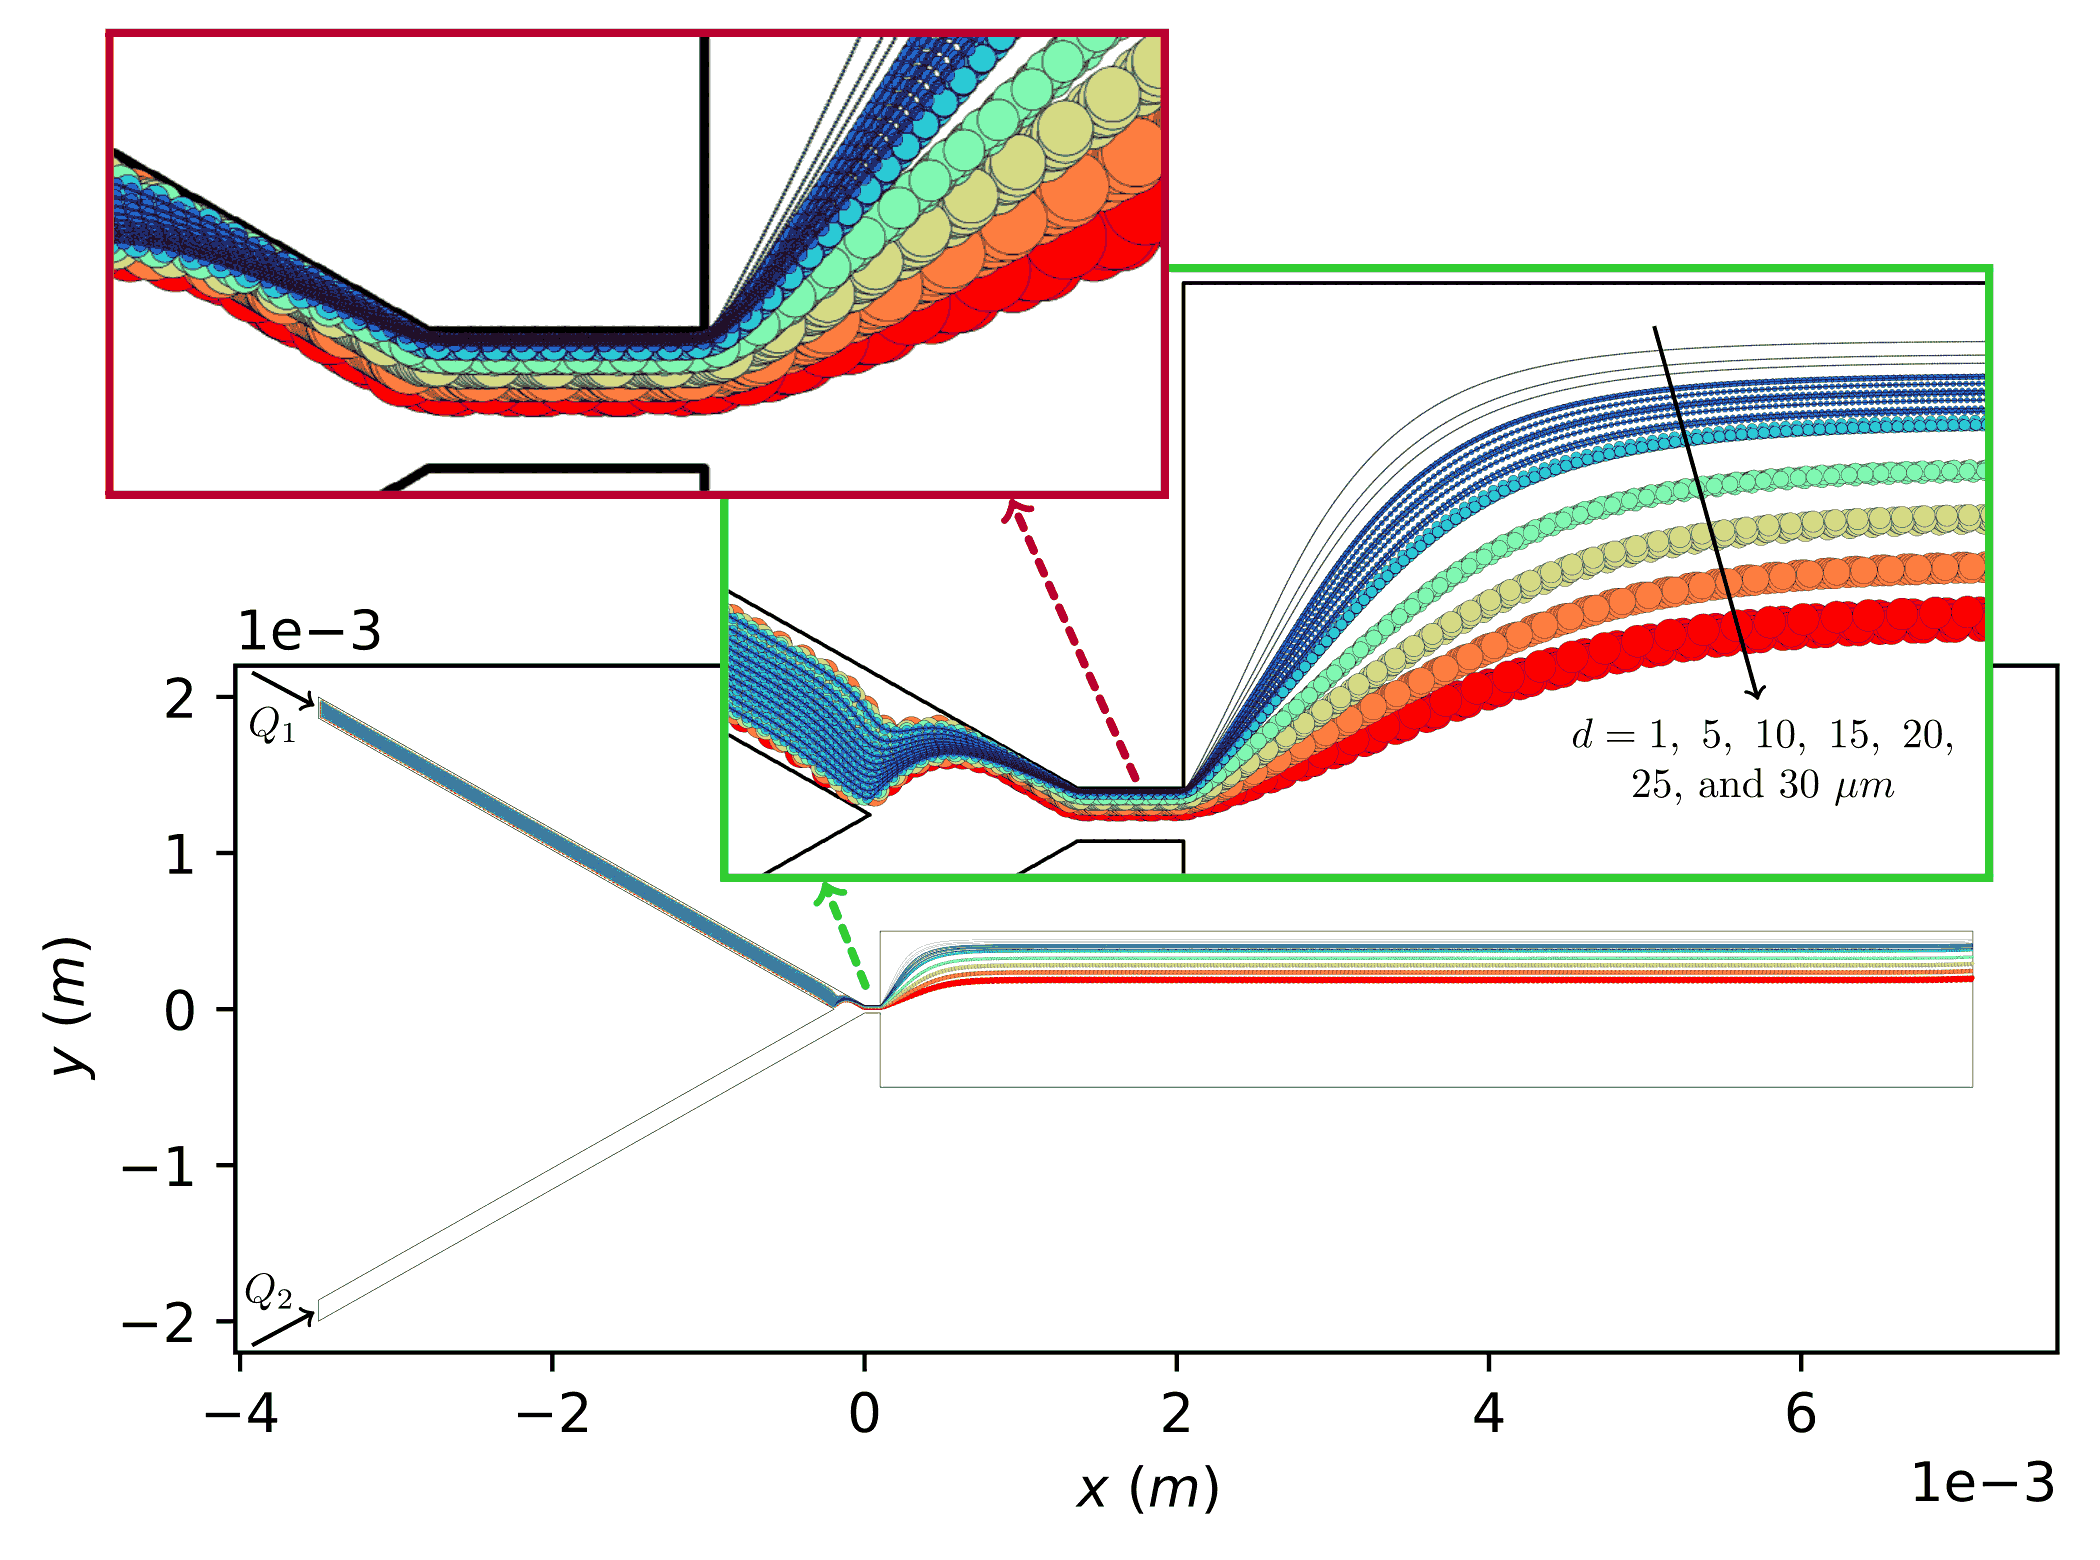 1e−3
Q₁
d = 1, 5, 10, 15, 20,
25, and 30 μm
2
1
0
−1
−2
y (m)
Q₂
−4 −2 0 2 4 6
x (m)
1e−3